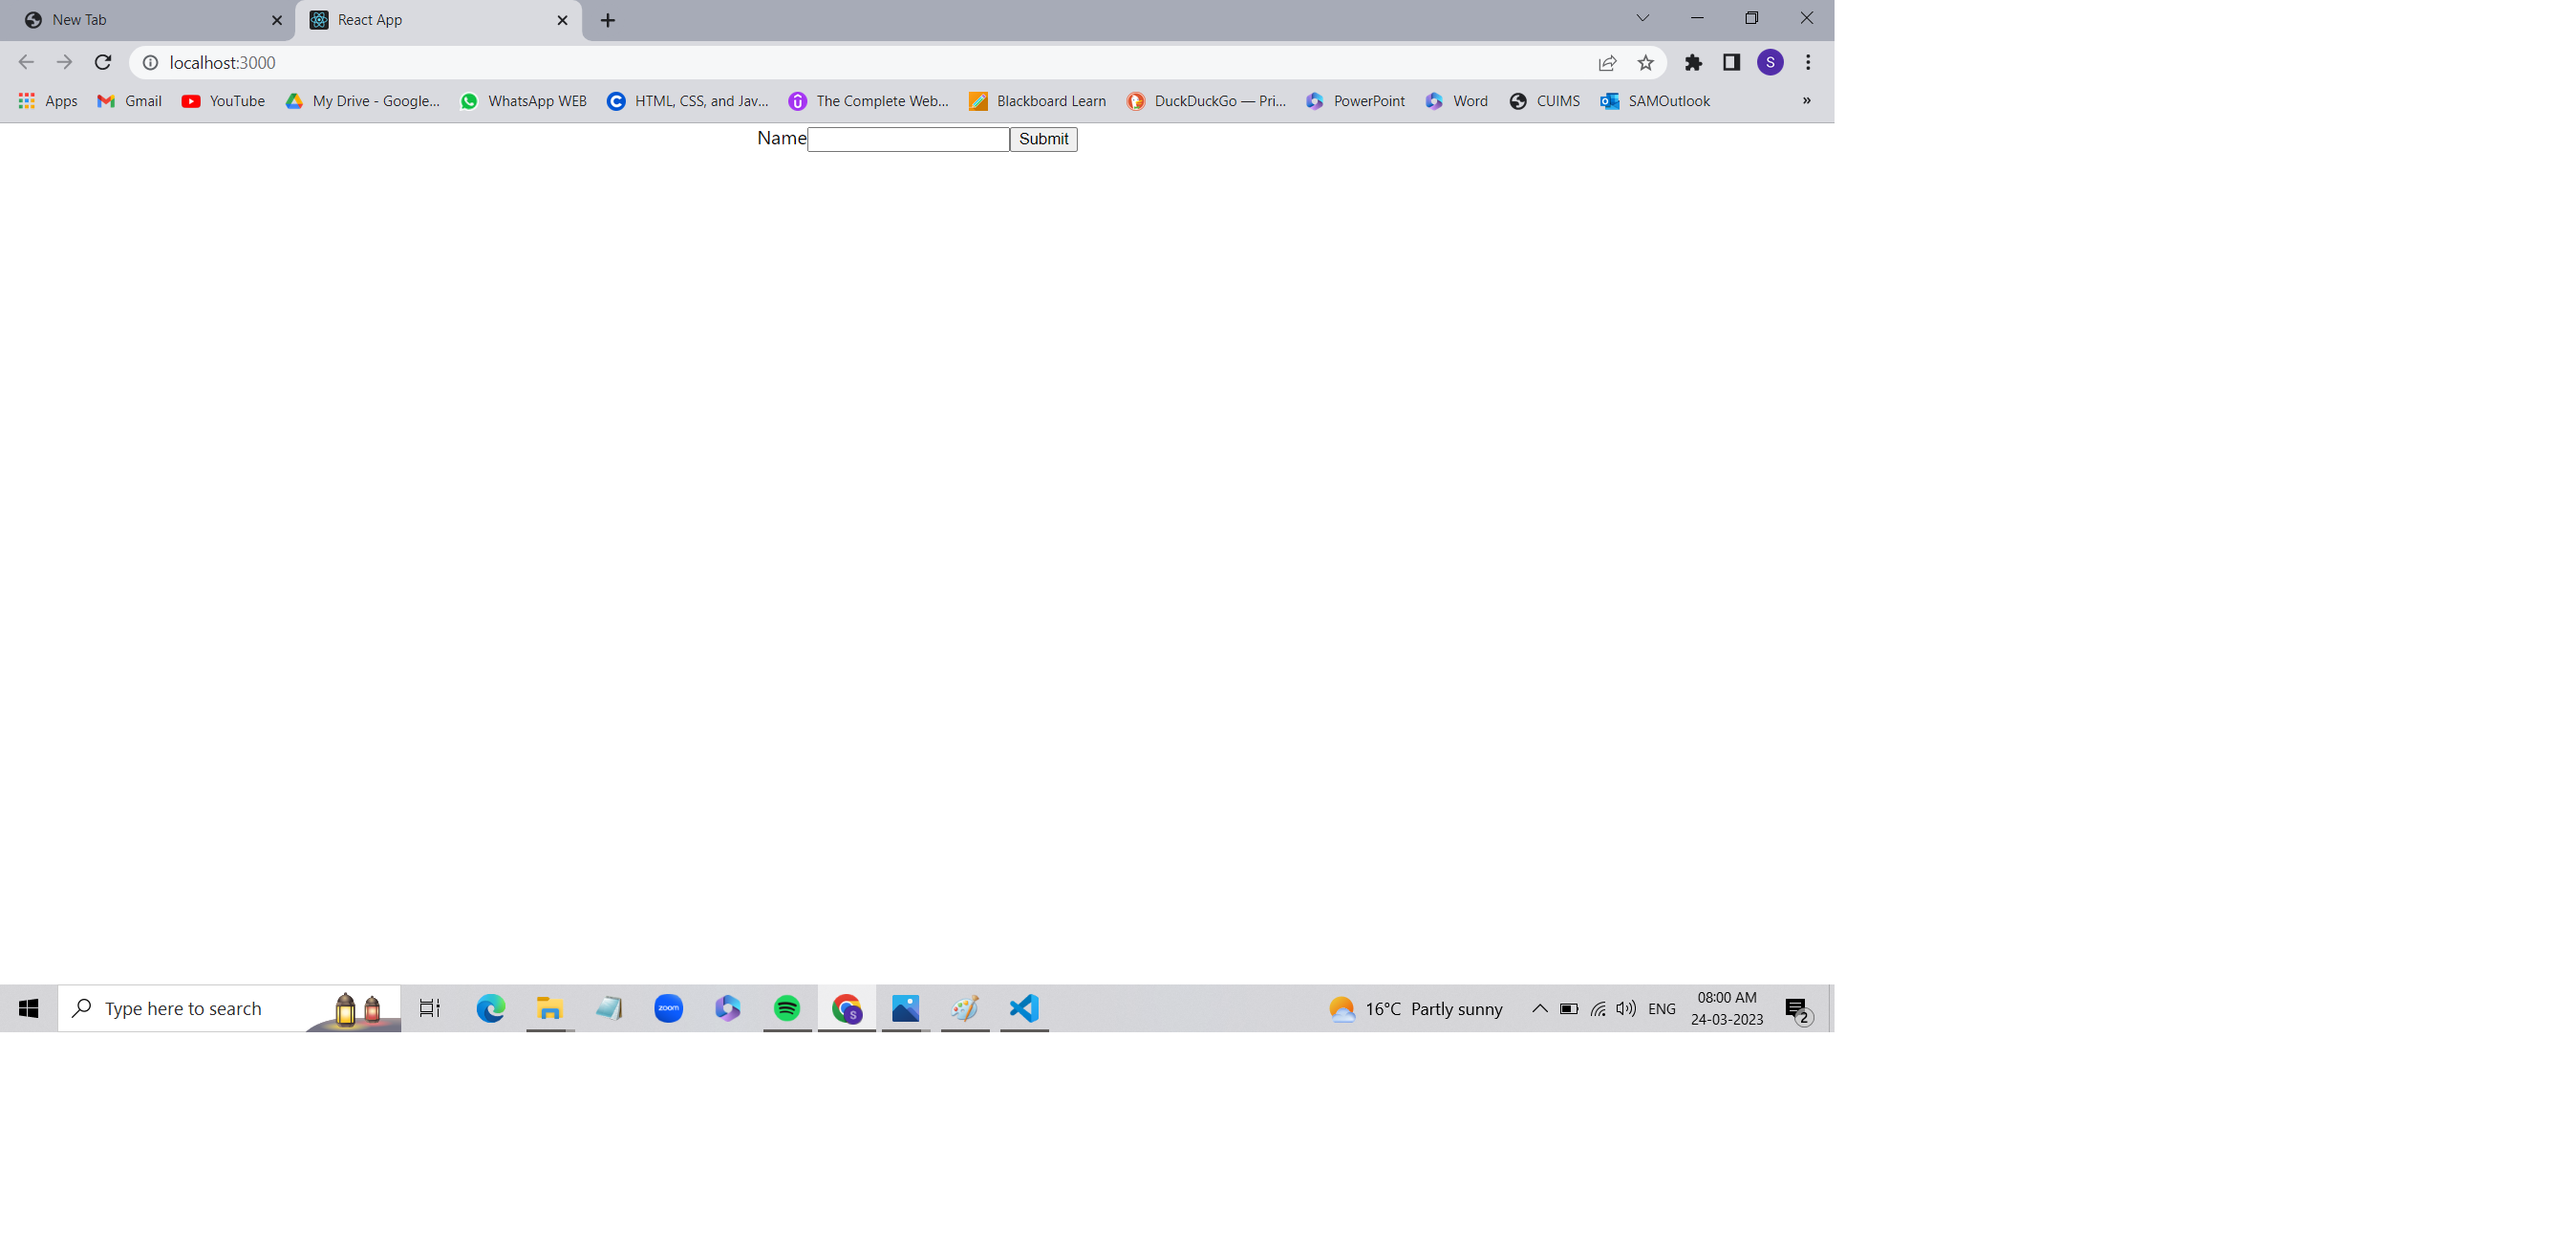 New Tab
React App
localhost:3000
Apps Gmail YouTube My Drive - Google... WhatsApp WEB HTML, CSS, and Jav... The Complete Web... Blackboard Learn DuckDuckGo — Pri... PowerPoint Word CUIMS SAMOutlook »
S
Name Submit
Type here to search
zoom
S
16°C Partly sunny
ENG
08:00 AM
24-03-2023
2